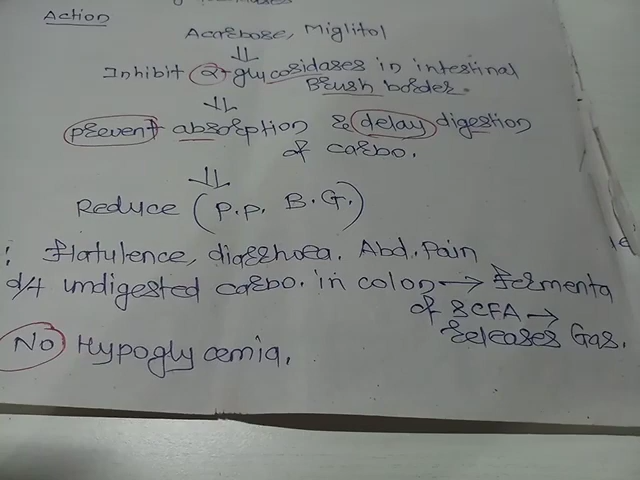 Action
Acarbose, Miglitol
⇓
Inhibit α-glycosidases in intestinal
Brush border.
⇓
prevent absorption & delay digestion
of carbo.
⇓
Reduce (P.P. B.G.)
: flatulence, diarrhoea. Abd. Pain
d/t undigested carbo. in colon → Fermenta
of SCFA →
releases Gas.
No Hypoglycemia.